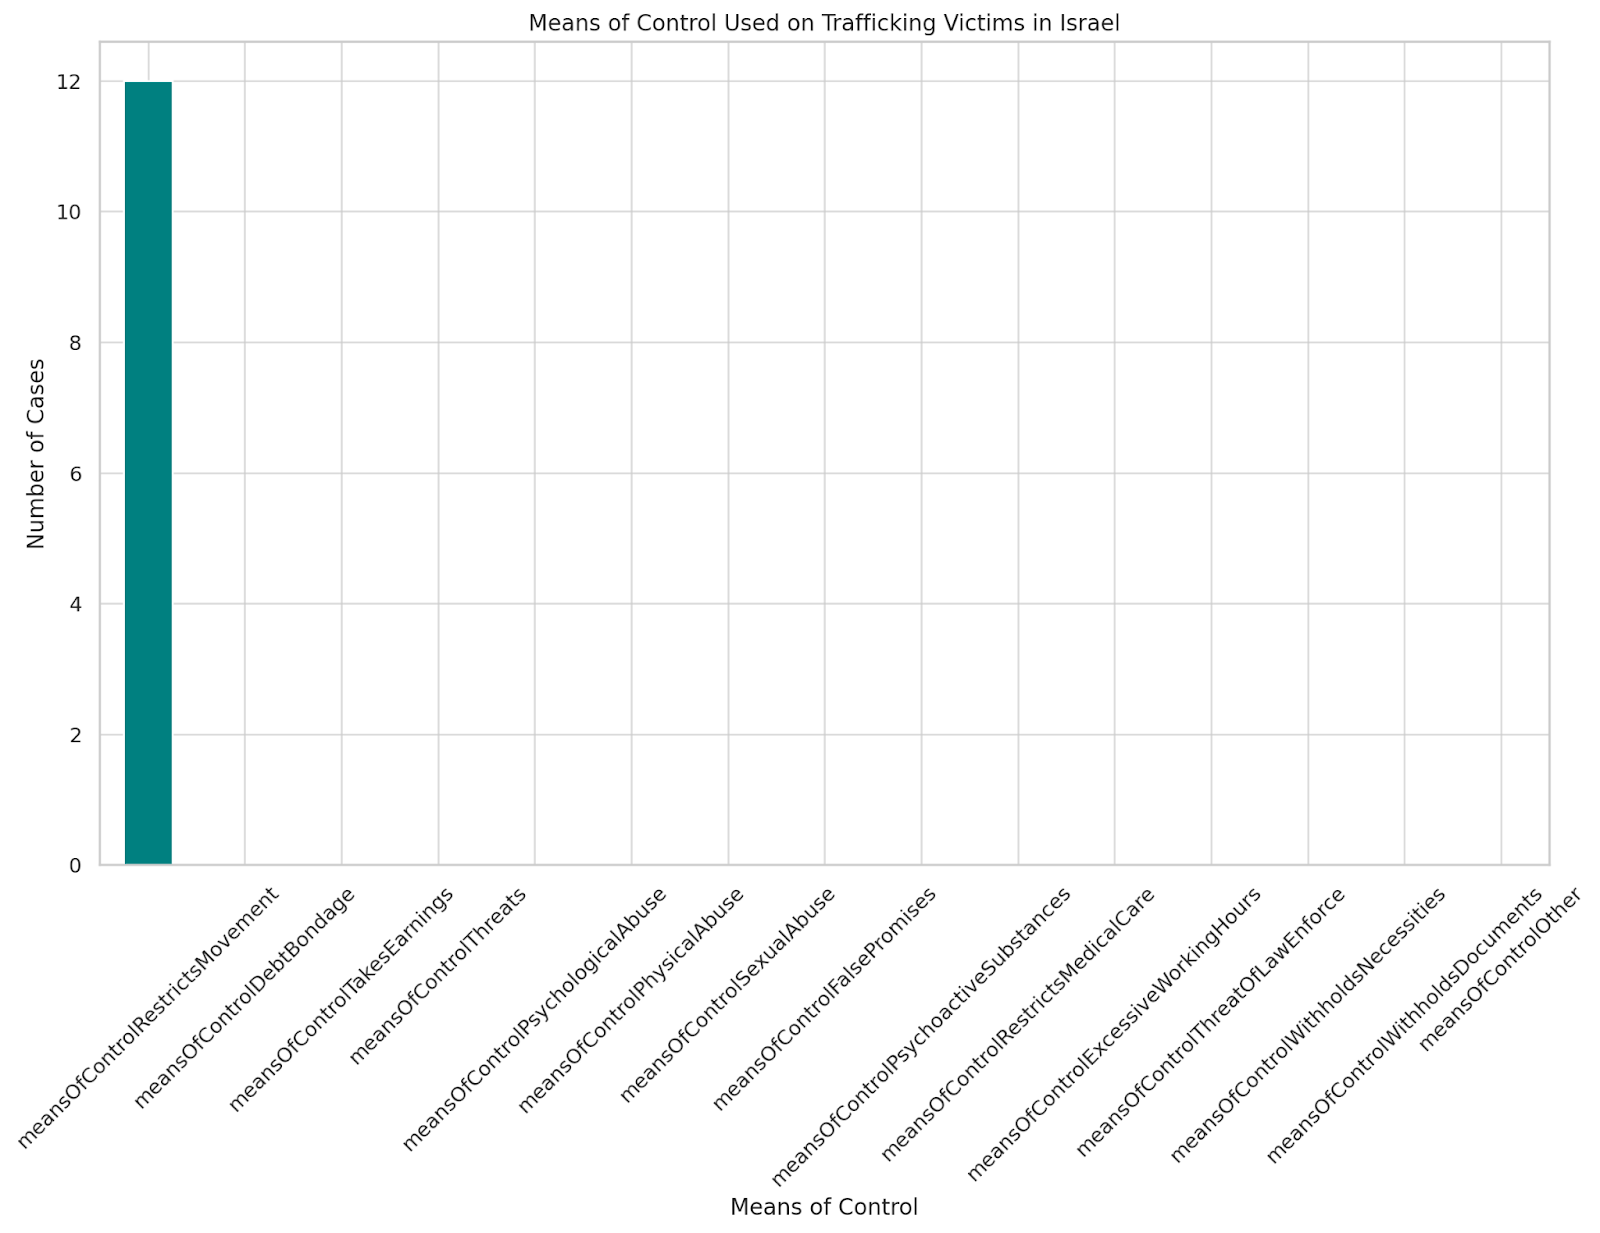 Means of Control Used on Trafficking Victims in Israel
12
10
8
6
4
2
0
Number of Cases
meansOfControlRestrictsMovement
meansOfControlDebtBondage
meansOfControlTakesEarnings
meansOfControlThreats
meansOfControlPsychologicalAbuse
meansOfControlPhysicalAbuse
meansOfControlSexualAbuse
meansOfControlFalsePromises
meansOfControlPsychoactiveSubstances
meansOfControlRestrictsMedicalCare
meansOfControlExcessiveWorkingHours
meansOfControlThreatOfLawEnforce
meansOfControlWithholdsNecessities
meansOfControlWithholdsDocuments
meansOfControlOther
Means of Control